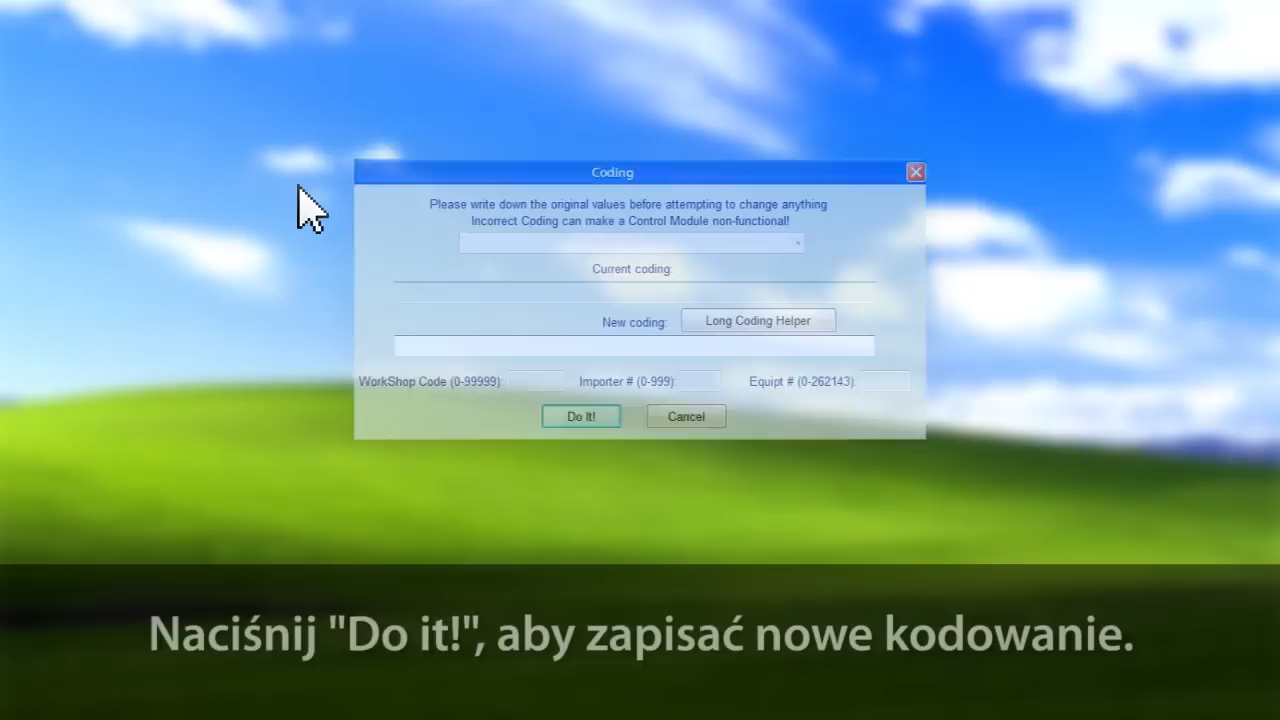 Coding
Please write down the original values before attempting to change anything
Incorrect Coding can make a Control Module non-functional!
Current coding:
New coding: Long Coding Helper
WorkShop Code (0-99999): Importer # (0-999): Equipt # (0-262143):
Do It! Cancel
Naciśnij "Do it!", aby zapisać nowe kodowanie.